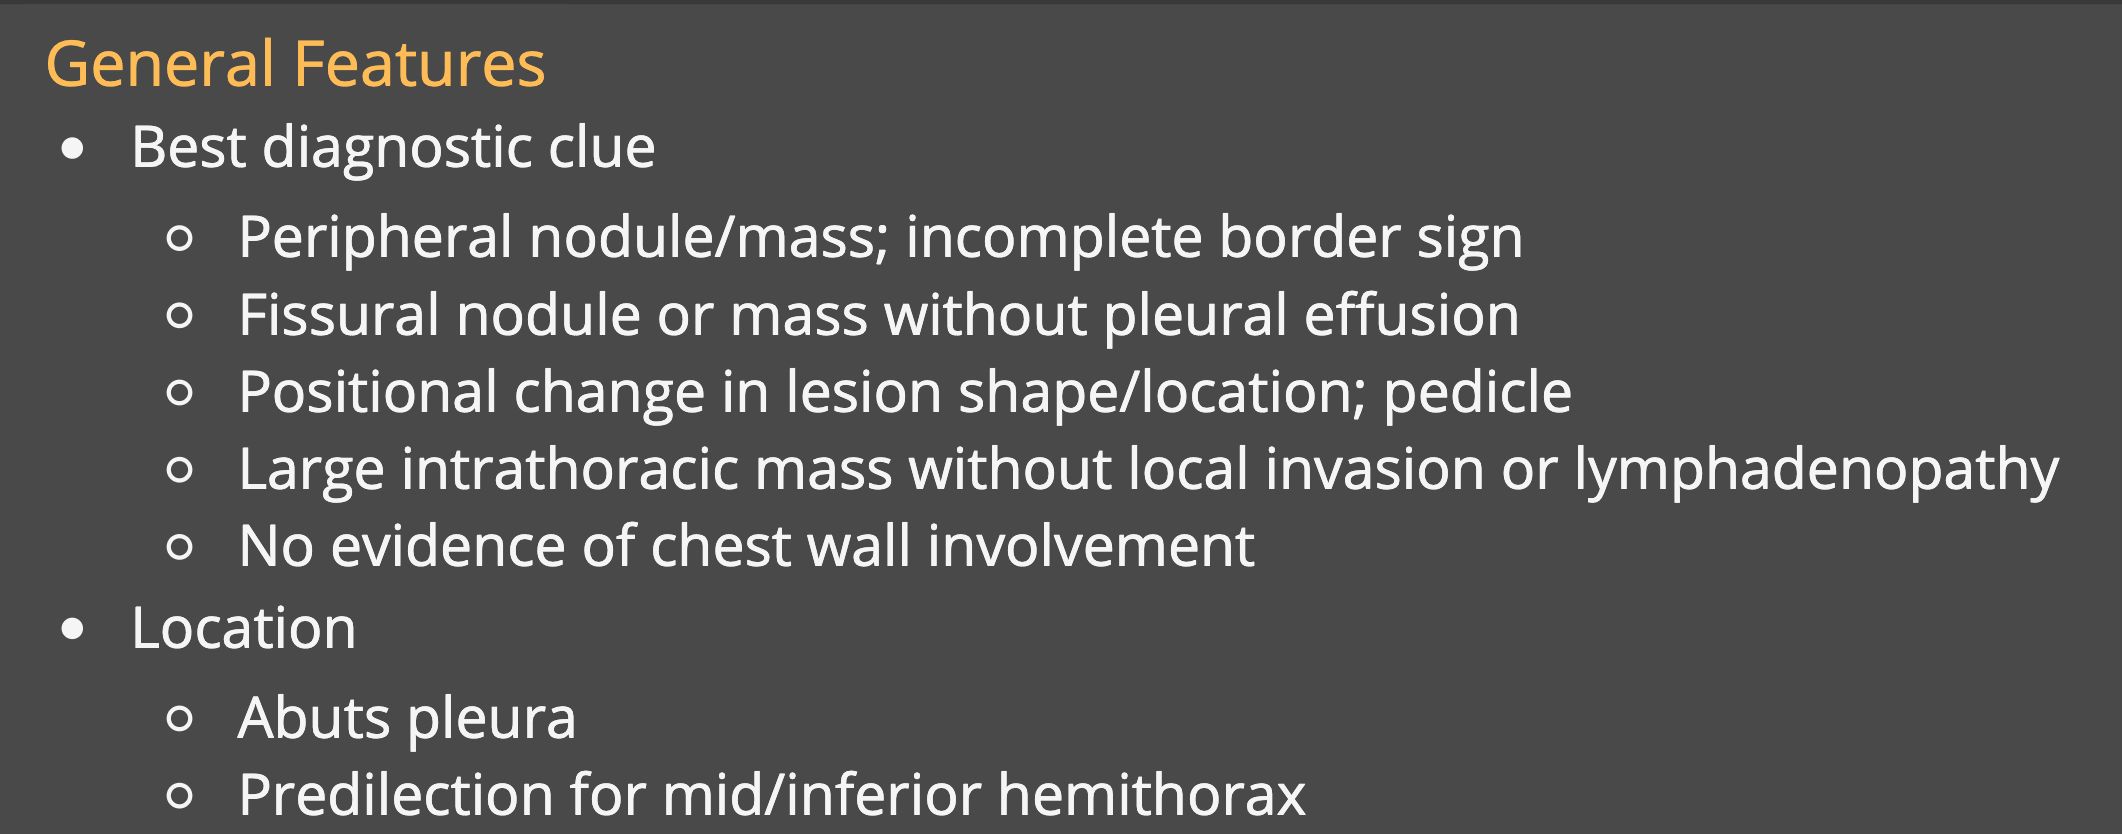 General Features
• Best diagnostic clue
○ Peripheral nodule/mass; incomplete border sign
○ Fissural nodule or mass without pleural effusion
○ Positional change in lesion shape/location; pedicle
○ Large intrathoracic mass without local invasion or lymphadenopathy
○ No evidence of chest wall involvement
• Location
○ Abuts pleura
○ Predilection for mid/inferior hemithorax